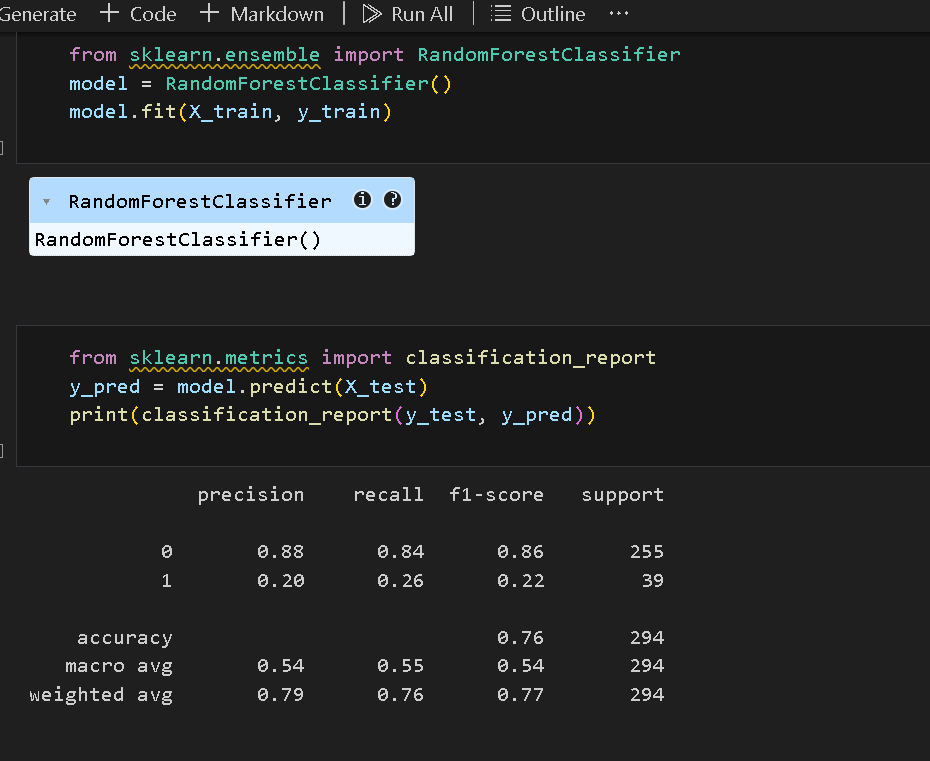 Generate + Code + Markdown | Run All | Outline ...
from sklearn.ensemble import RandomForestClassifier
model = RandomForestClassifier()
model.fit(X_train, y_train)
RandomForestClassifier i ?
RandomForestClassifier()
from sklearn.metrics import classification_report
y_pred = model.predict(X_test)
print(classification_report(y_test, y_pred))
precision recall f1-score support
0 0.88 0.84 0.86 255
1 0.20 0.26 0.22 39
accuracy 0.76 294
macro avg 0.54 0.55 0.54 294
weighted avg 0.79 0.76 0.77 294